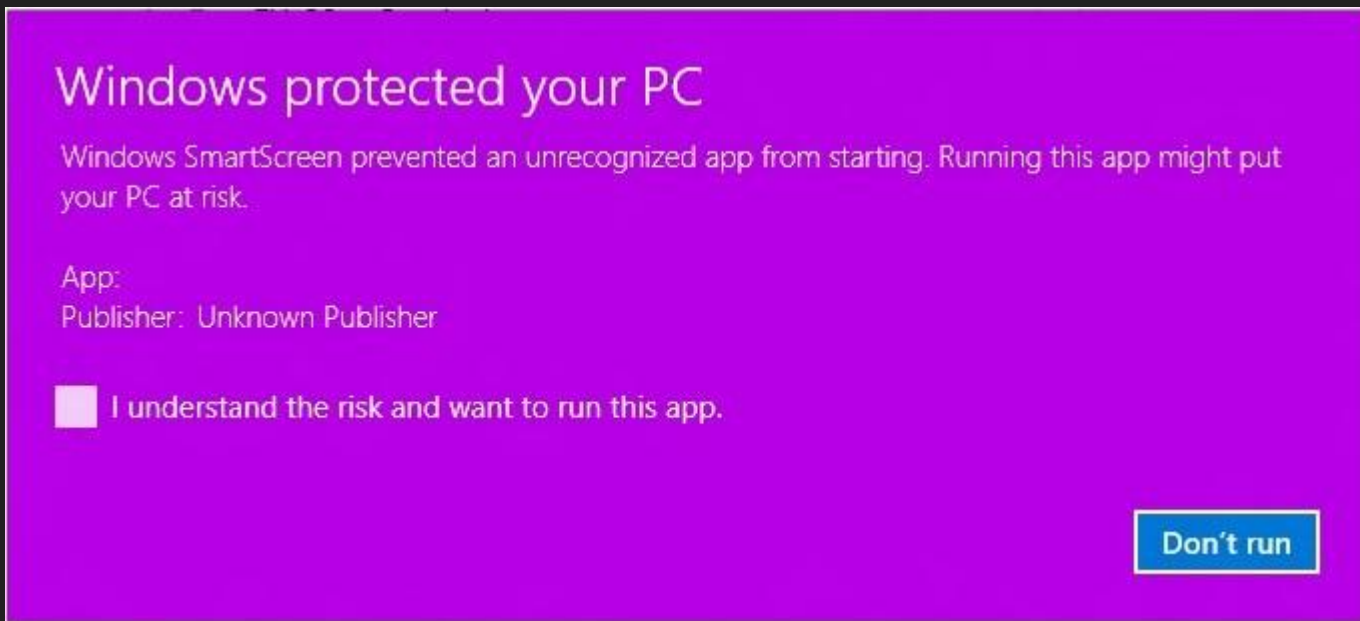 Windows protected your PC
Windows SmartScreen prevented an unrecognized app from starting. Running this app might put
your PC at risk.
App:
Publisher: Unknown Publisher
I understand the risk and want to run this app.
Don't run